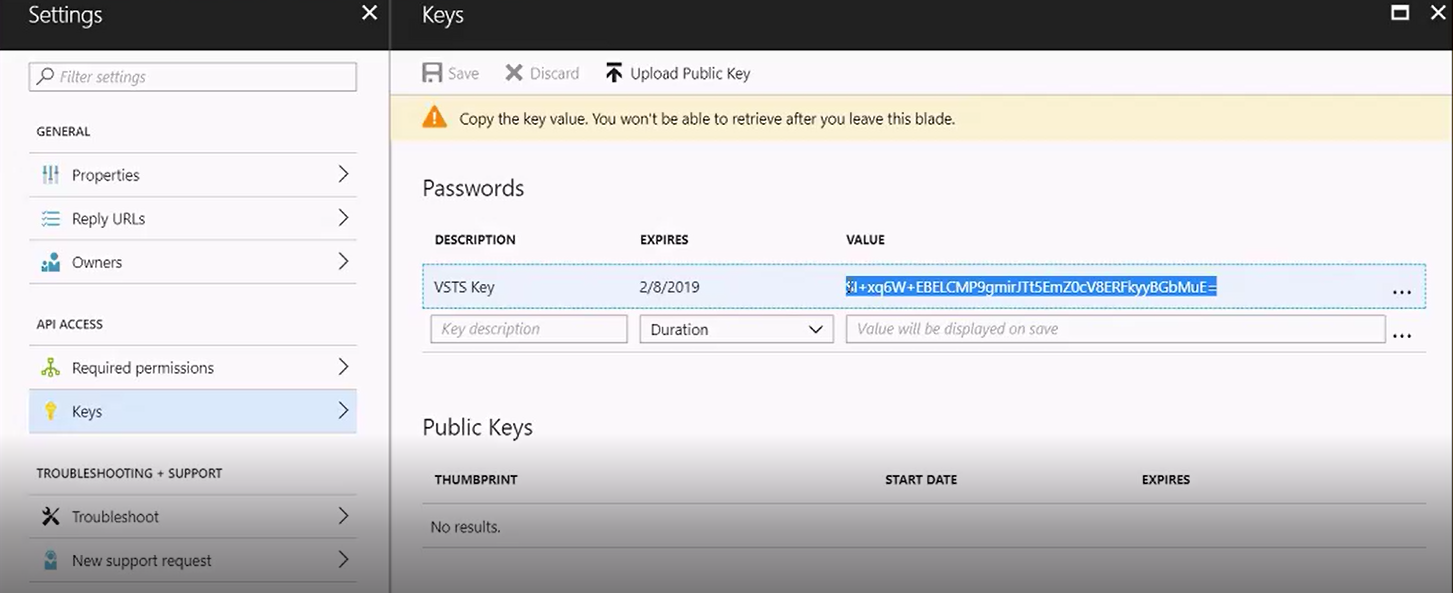 Settings
Filter settings
GENERAL
Properties
Reply URLs
Owners
API ACCESS
Required permissions
Keys
TROUBLESHOOTING + SUPPORT
Troubleshoot
New support request
Keys
Save Discard Upload Public Key
Copy the key value. You won't be able to retrieve after you leave this blade.
Passwords
DESCRIPTION EXPIRES VALUE
VSTS Key 2/8/2019
Key description Duration Value will be displayed on save
Public Keys
THUMBPRINT START DATE EXPIRES
No results.